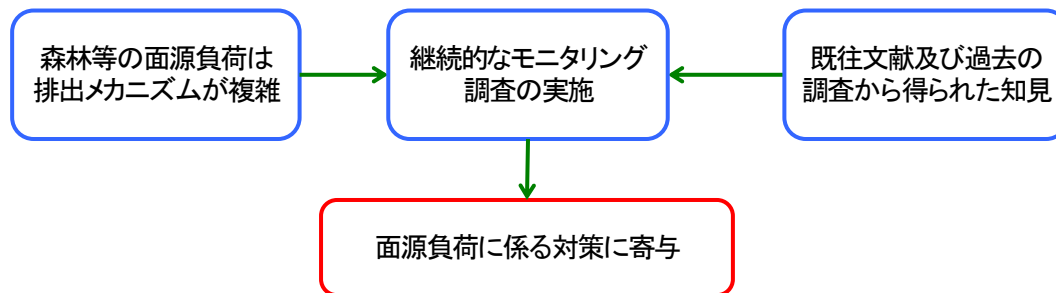 森林等の面源負荷は
排出メカニズムが複雑
継続的なモニタリング
調査の実施
既往文献及び過去の
調査から得られた知見
面源負荷に係る対策に寄与